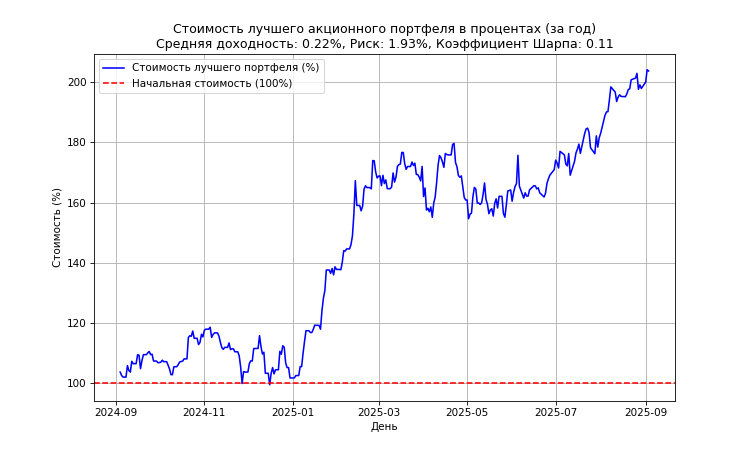 Стоимость лучшего акционного портфеля в процентах (за год)
Средняя доходность: 0.22%, Риск: 1.93%, Коэффициент Шарпа: 0.11
Стоимость лучшего портфеля (%)
Начальная стоимость (100%)
Стоимость (%)
200
180
160
140
120
100
2024-09 2024-11 2025-01 2025-03 2025-05 2025-07 2025-09
День